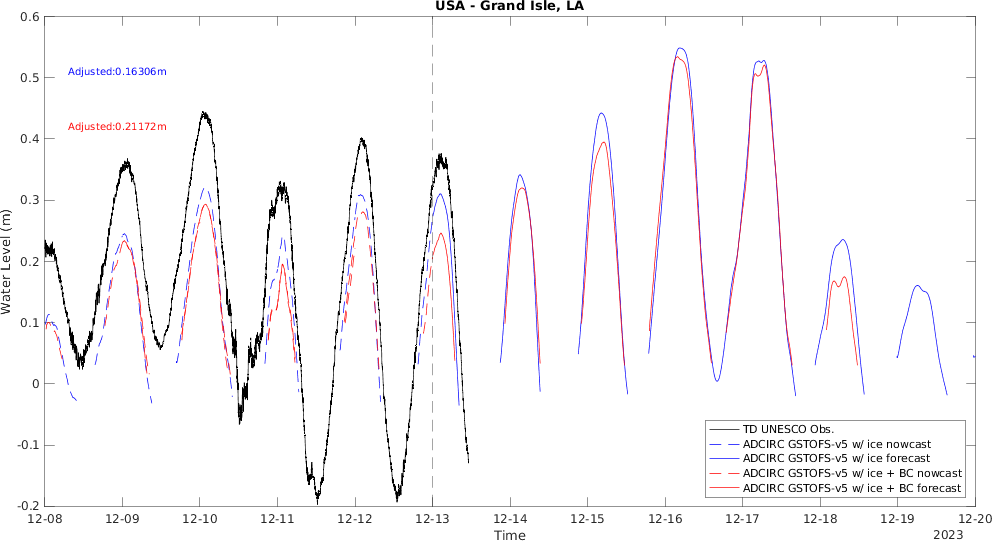 USA - Grand Isle, LA
0.6
0.5
0.4
0.3
0.2
0.1
0
-0.1
-0.2
Water Level (m)
Adjusted:0.16306m
Adjusted:0.21172m
TD UNESCO Obs.
ADCIRC GSTOFS-v5 w/ ice nowcast
ADCIRC GSTOFS-v5 w/ ice forecast
ADCIRC GSTOFS-v5 w/ ice + BC nowcast
ADCIRC GSTOFS-v5 w/ ice + BC forecast
12-08 12-09 12-10 12-11 12-12 12-13 12-14 12-15 12-16 12-17 12-18 12-19 12-20
Time
2023